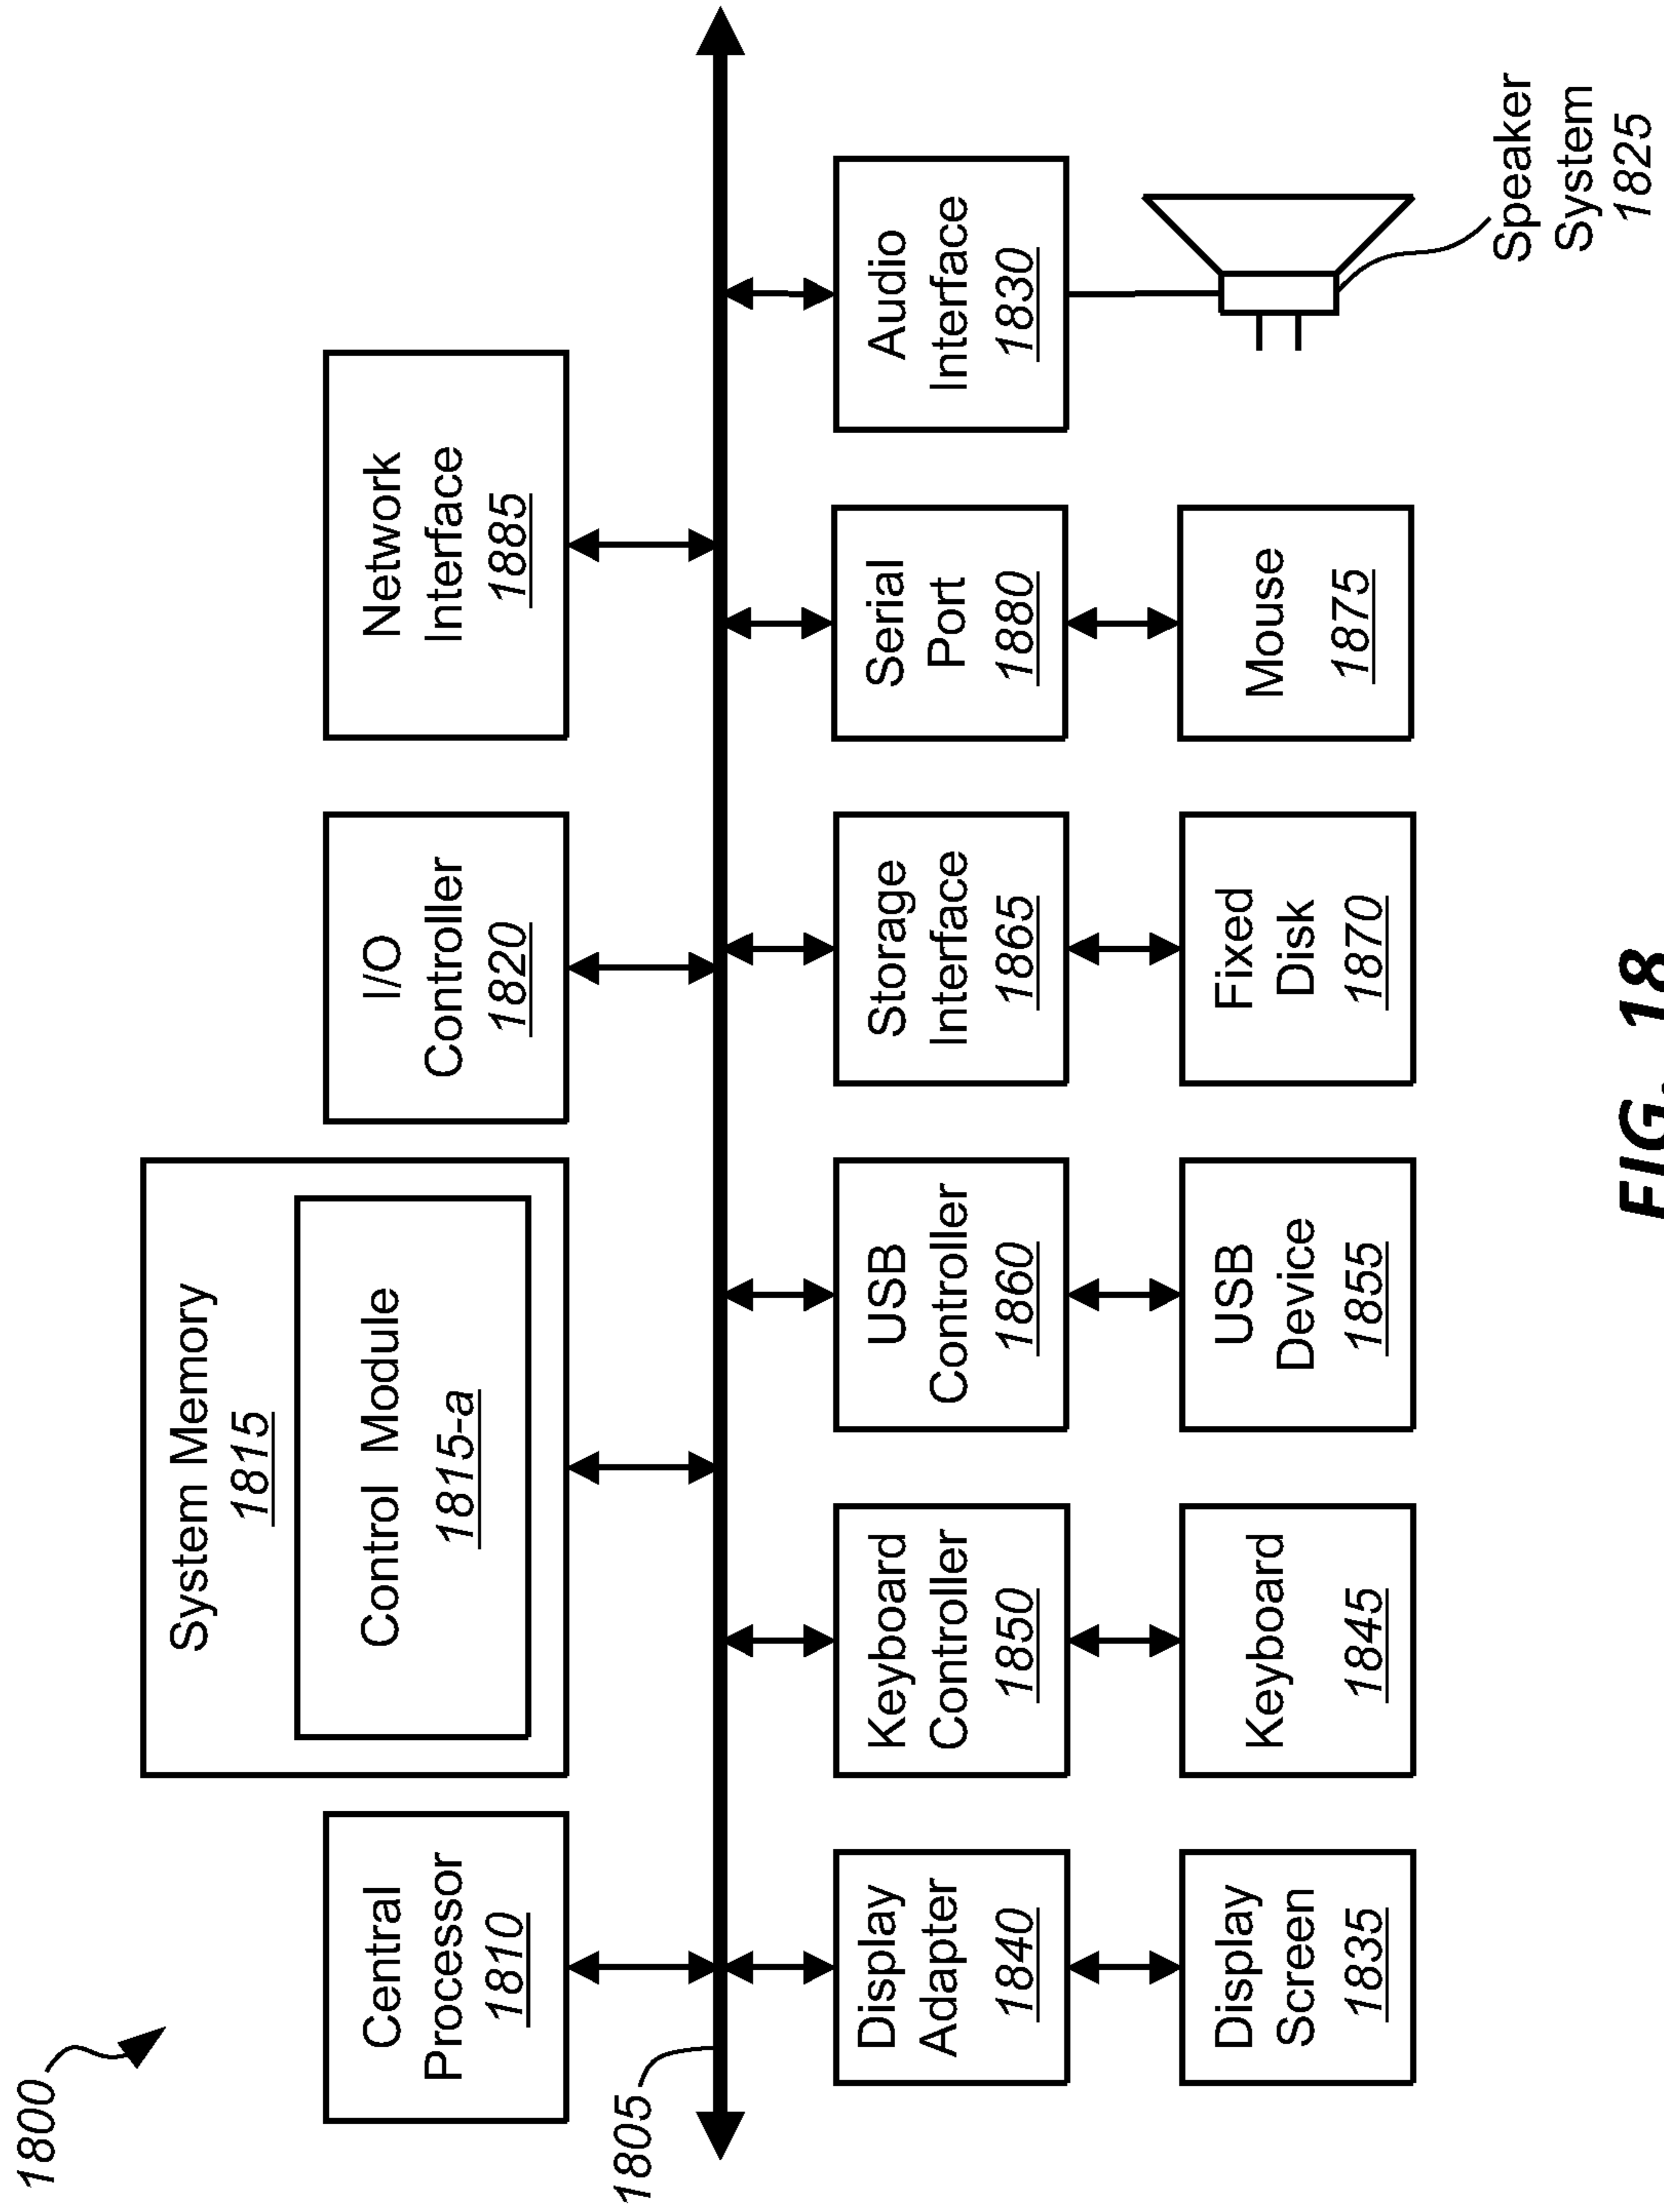 1800
System Memory
1815
Control Module
1815-a
Central
Processor
1810
I/O
Controller
1820
Network
Interface
1885
1805
Display
Adapter
1840
Keyboard
Controller
1850
USB
Controller
1860
Storage
Interface
1865
Serial
Port
1880
Audio
Interface
1830
Display
Screen
1835
Keyboard
1845
USB
Device
1855
Fixed
Disk
1870
Mouse
1875
Speaker
System
1825
FIG. 18